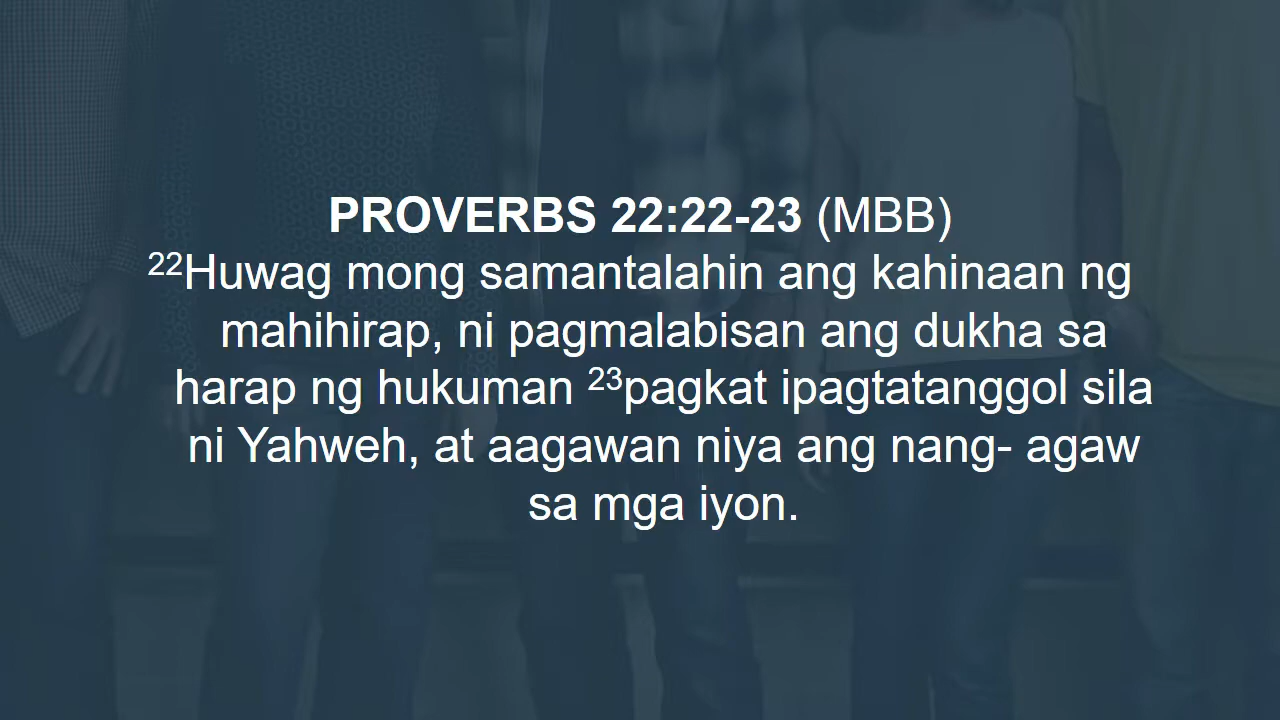 PROVERBS 22:22-23 (MBB)
22Huwag mong samantalahin ang kahinaan ng
mahihirap, ni pagmalabisan ang dukha sa
harap ng hukuman 23pagkat ipagtatanggol sila
ni Yahweh, at aagawan niya ang nang- agaw
sa mga iyon.